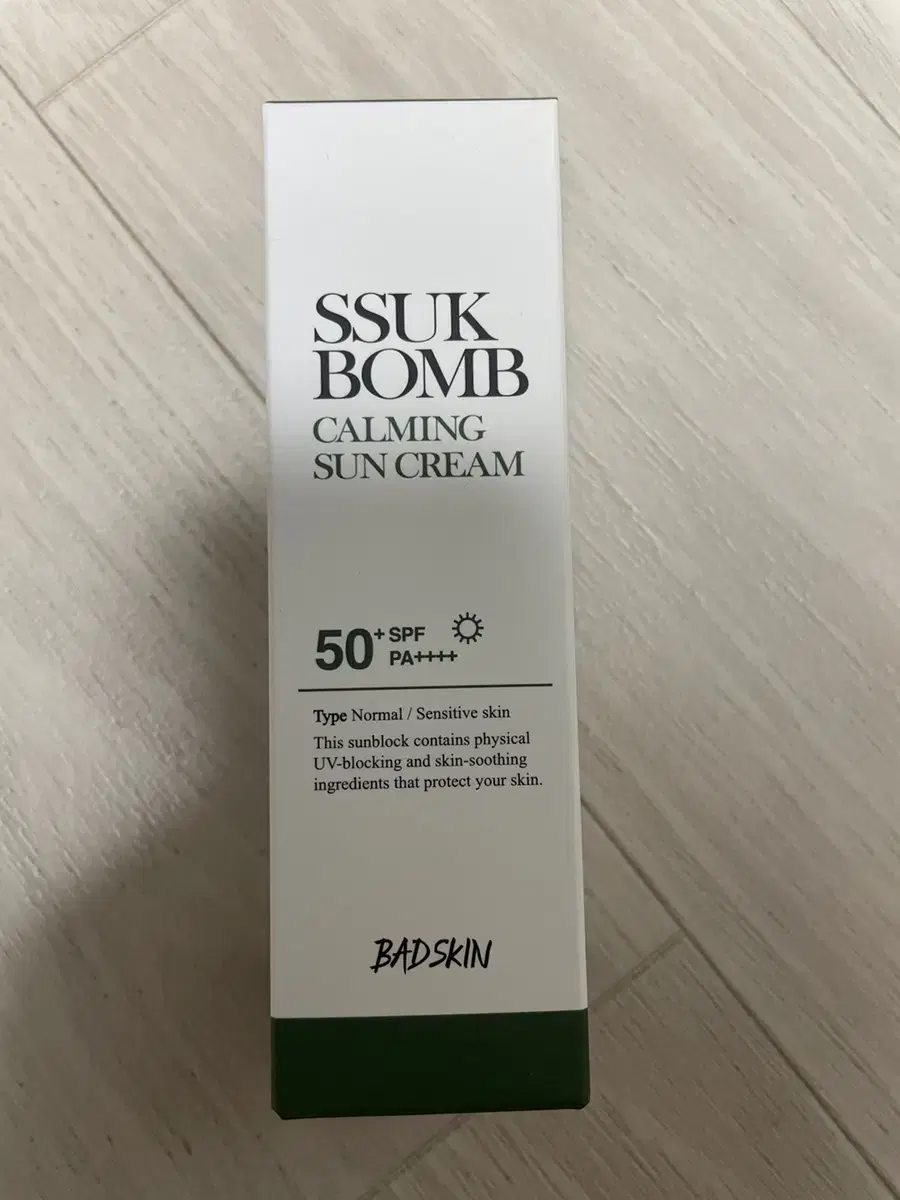 SSUK
BOMB
CALMING
SUN CREAM
50+ SPF
PA++++
Type Normal / Sensitive skin
This sunblock contains physical
UV-blocking and skin-soothing
ingredients that protect your skin.
BADSKIN